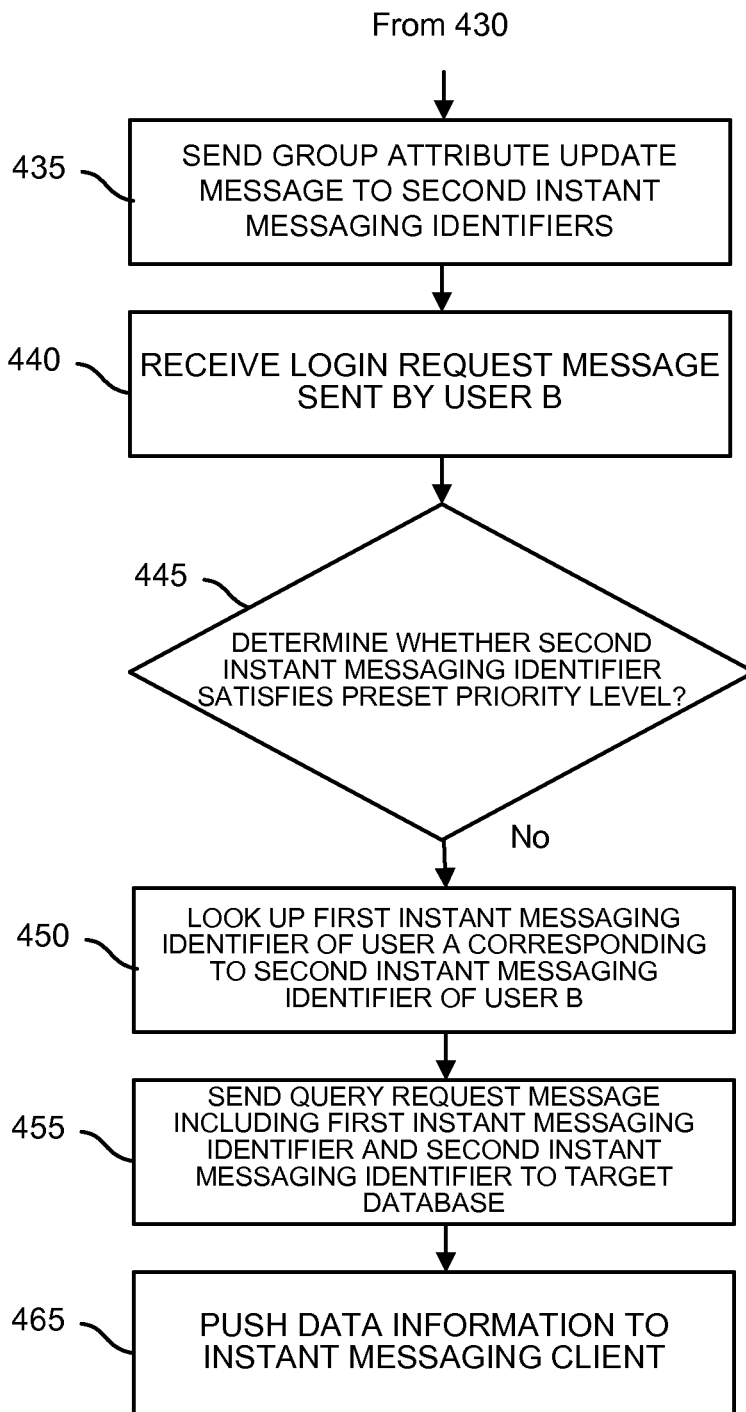 From 430
435
SEND GROUP ATTRIBUTE UPDATE
MESSAGE TO SECOND INSTANT
MESSAGING IDENTIFIERS
440
RECEIVE LOGIN REQUEST MESSAGE
SENT BY USER B
445
DETERMINE WHETHER SECOND
INSTANT MESSAGING IDENTIFIER
SATISFIES PRESET PRIORITY LEVEL?
No
450
LOOK UP FIRST INSTANT MESSAGING
IDENTIFIER OF USER A CORRESPONDING
TO SECOND INSTANT MESSAGING
IDENTIFIER OF USER B
455
SEND QUERY REQUEST MESSAGE
INCLUDING FIRST INSTANT MESSAGING
IDENTIFIER AND SECOND INSTANT
MESSAGING IDENTIFIER TO TARGET
DATABASE
465
PUSH DATA INFORMATION TO
INSTANT MESSAGING CLIENT